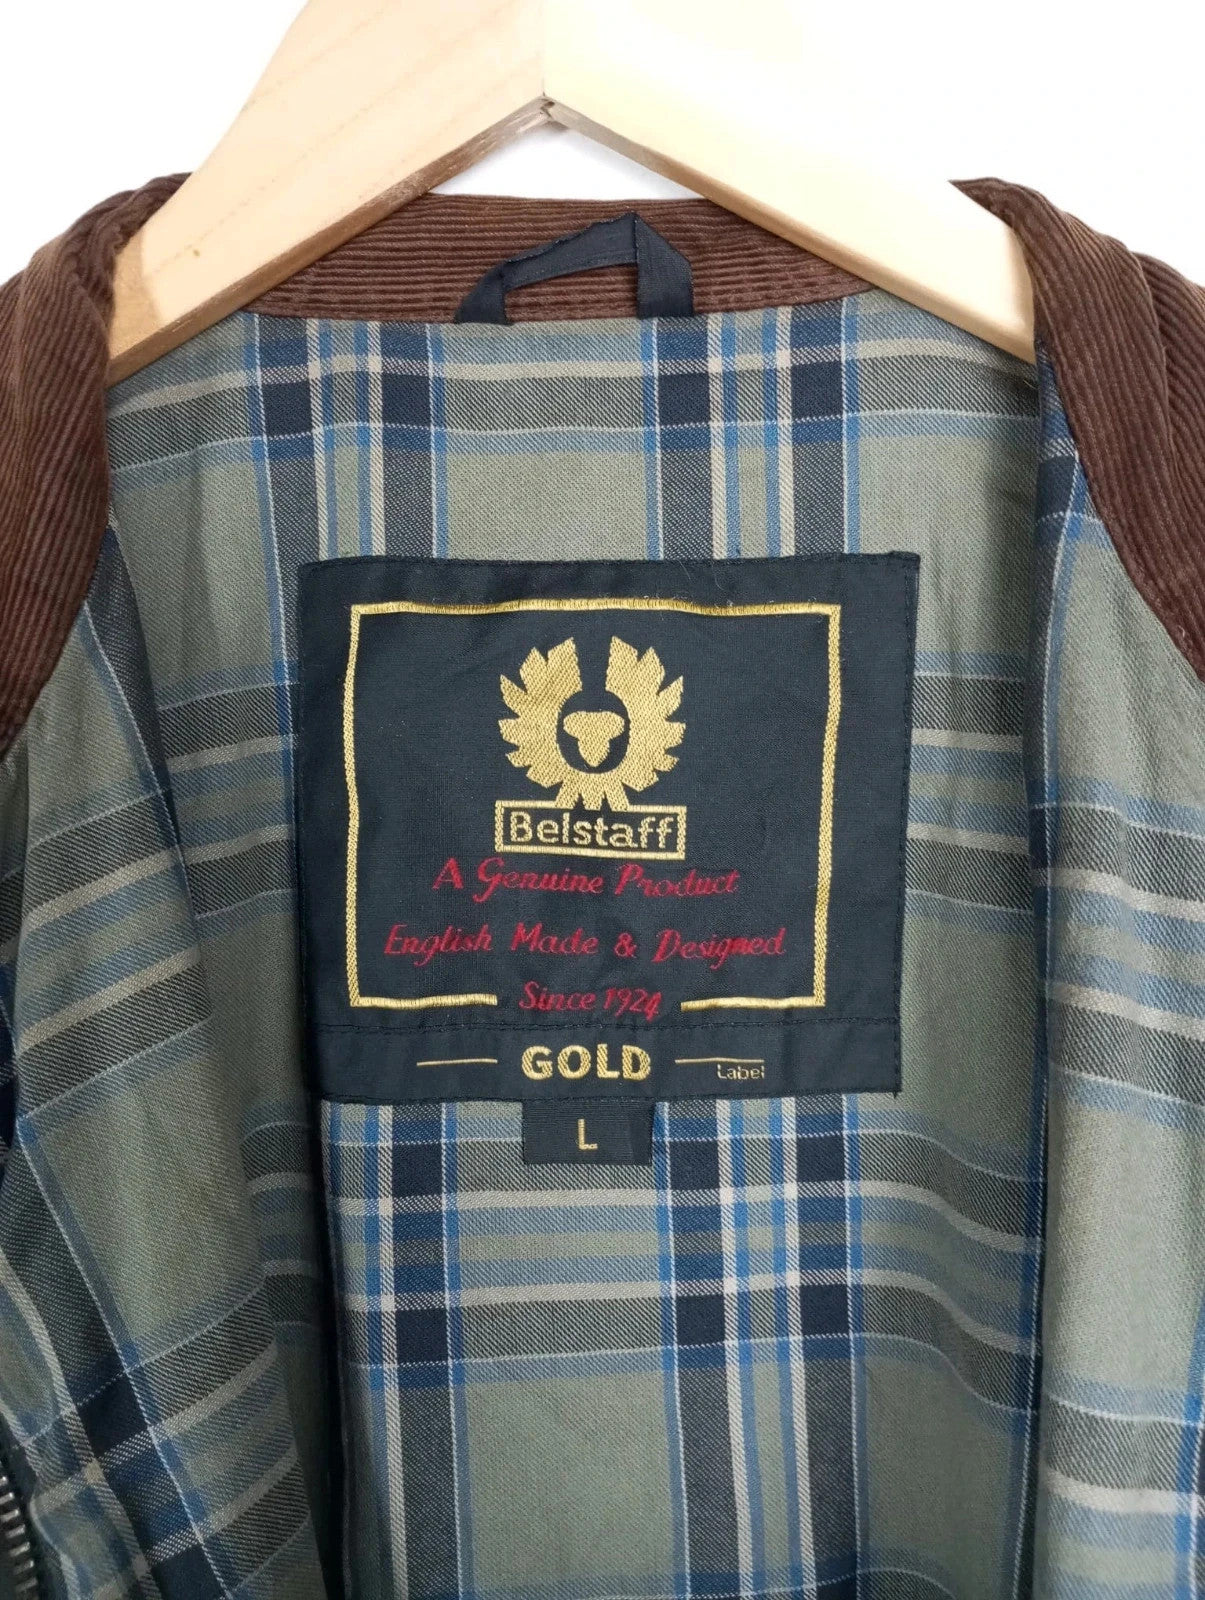 Belstaff
A Genuine Product
English Made & Designed
Since 1924
GOLD Label
L